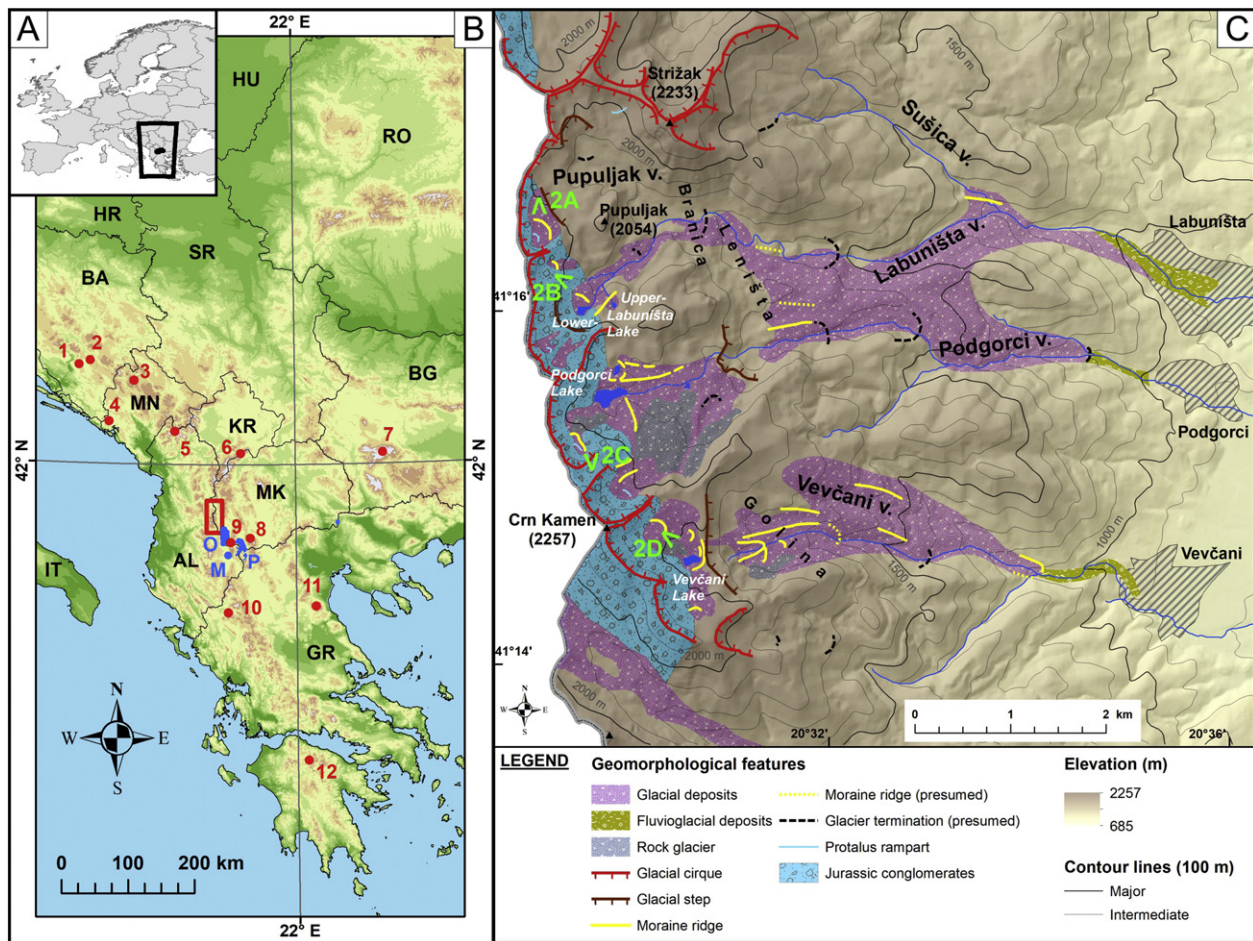 A
B
22° E
HU
RO
HR
SR
BA
1
2
3
MN
BG
4
KR
5
6
7
42° N
42° N
MK
9
8
O
M
P
AL
IT
10
11
GR
N
W
E
S
12
0 100 200 km
22° E
C
2000 m
1500 m
Strižak
(2233)
Sušica v.
2000 m
Pupuljak v.
2A
Pupuljak
(2054)
Branica
Leništa
Labuništa v.
Labuništa
41°16'
2B
Upper-
Labuništa
Lower-
Lake
Podgorci v.
Podgorci
Lake
Podgorci
2C
Vevčani v.
Crn Kamen
(2257)
Golina
1000 m
2D
Vevčani
Vevčani
Lake
1500 m
41°14'
2000 m
2000 m
N
W
E
S
0 1 2 km
20°32'
20°36'
LEGEND
Geomorphological features
Glacial deposits
Fluvioglacial deposits
Rock glacier
Glacial cirque
Glacial step
Moraine ridge
Moraine ridge (presumed)
Glacier termination (presumed)
Protalus rampart
Jurassic conglomerates
Elevation (m)
2257
685
Contour lines (100 m)
Major
Intermediate